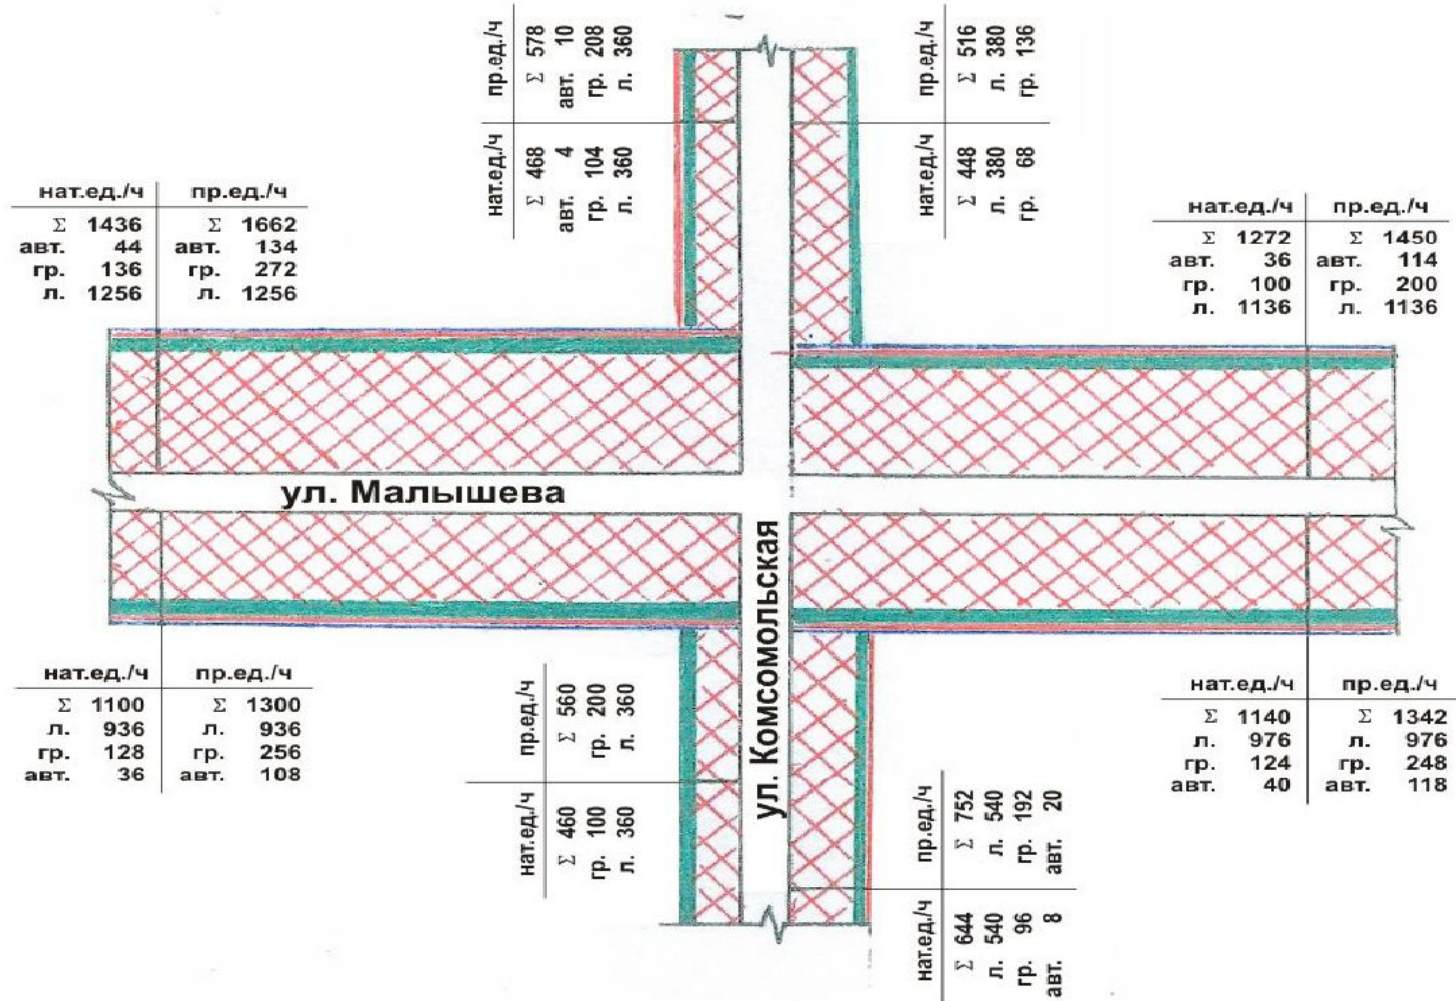 нат.ед./ч пр.ед./ч
Σ 468 Σ 578
авт. 4 авт. 10
гр. 104 гр. 208
л. 360 л. 360
нат.ед./ч пр.ед./ч
Σ 448 Σ 516
л. 380 л. 380
гр. 68 гр. 136
нат.ед./ч пр.ед./ч
Σ 1436 Σ 1662
авт. 44 авт. 134
гр. 136 гр. 272
л. 1256 л. 1256
нат.ед./ч пр.ед./ч
Σ 1272 Σ 1450
авт. 36 авт. 114
гр. 100 гр. 200
л. 1136 л. 1136
ул. Малышева
ул. Комсомольская
нат.ед./ч пр.ед./ч
Σ 1100 Σ 1300
л. 936 л. 936
гр. 128 гр. 256
авт. 36 авт. 108
нат.ед./ч пр.ед./ч
Σ 460 Σ 560
гр. 100 гр. 200
л. 360 л. 360
нат.ед./ч пр.ед./ч
Σ 644 Σ 752
л. 540 л. 540
гр. 96 гр. 192
авт. 8 авт. 20
нат.ед./ч пр.ед./ч
Σ 1140 Σ 1342
л. 976 л. 976
гр. 124 гр. 248
авт. 40 авт. 118